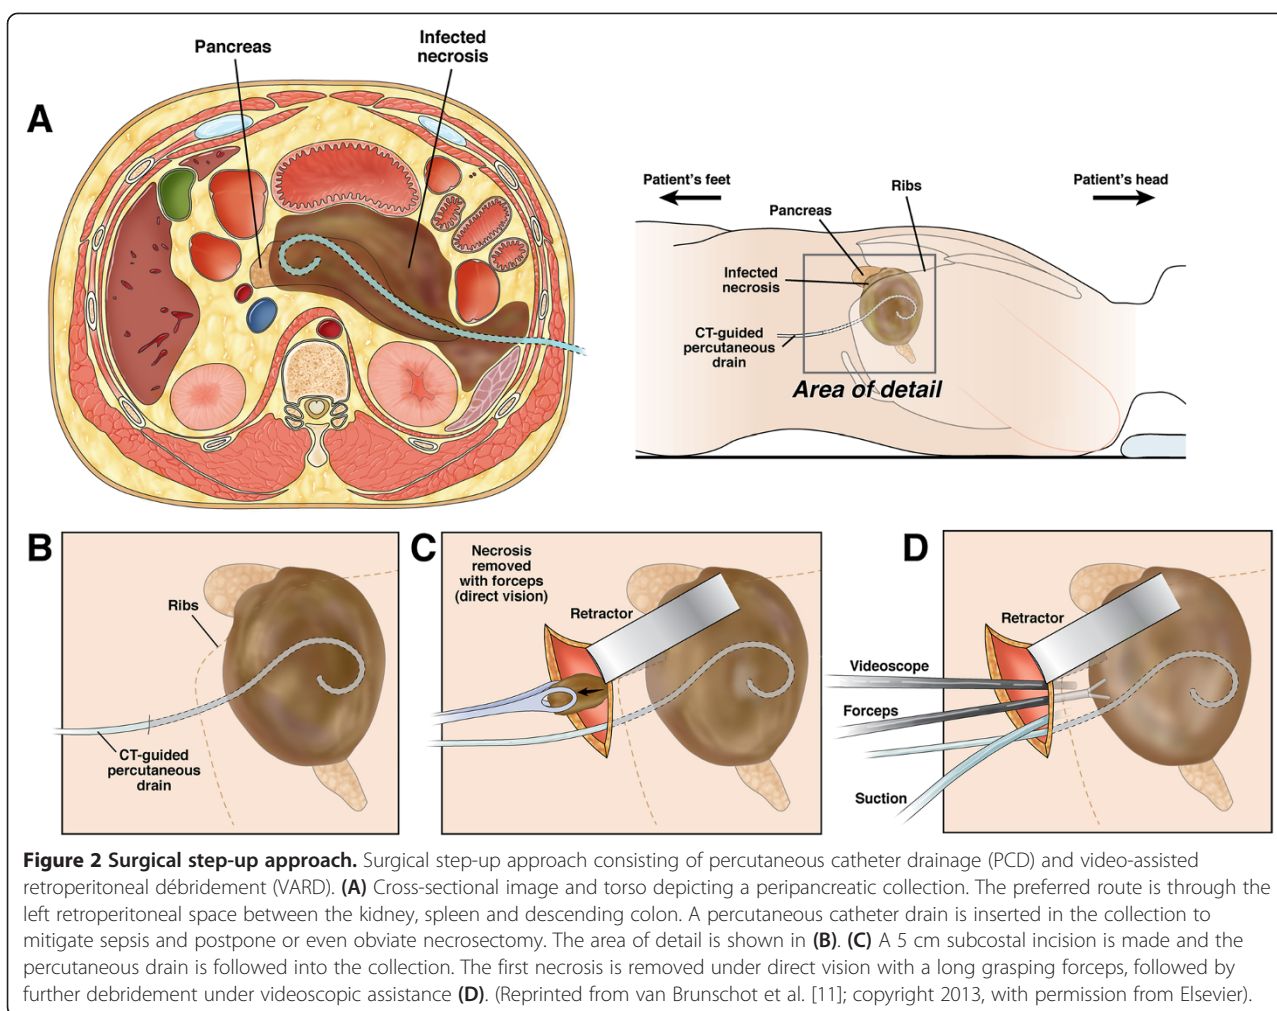 A
Pancreas
Infected
necrosis
Patient's feet
Patient's head
Ribs
Pancreas
Infected
necrosis
CT-guided
percutaneous
drain
Area of detail
B
Ribs
CT-guided
percutaneous
drain
C
Necrosis
removed
with forceps
(direct vision)
Retractor
D
Retractor
Videoscope
Forceps
Suction
Figure 2 Surgical step-up approach. Surgical step-up approach consisting of percutaneous catheter drainage (PCD) and video-assisted
retroperitoneal débridement (VARD). (A) Cross-sectional image and torso depicting a peripancreatic collection. The preferred route is through the
left retroperitoneal space between the kidney, spleen and descending colon. A percutaneous catheter drain is inserted in the collection to
mitigate sepsis and postpone or even obviate necrosectomy. The area of detail is shown in (B). (C) A 5 cm subcostal incision is made and the
percutaneous drain is followed into the collection. The first necrosis is removed under direct vision with a long grasping forceps, followed by
further debridement under videoscopic assistance (D). (Reprinted from van Brunschot et al. [11]; copyright 2013, with permission from Elsevier).